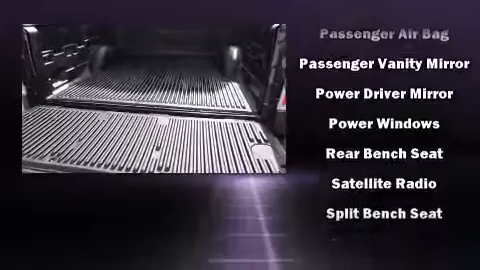 Passenger Air Bag
Passenger Vanity Mirror
Power Driver Mirror
Power Windows
Rear Bench Seat
Satellite Radio
Split Bench Seat